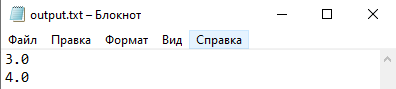 output.txt – Блокнот
Файл Правка Формат Вид Справка
3.0
4.0